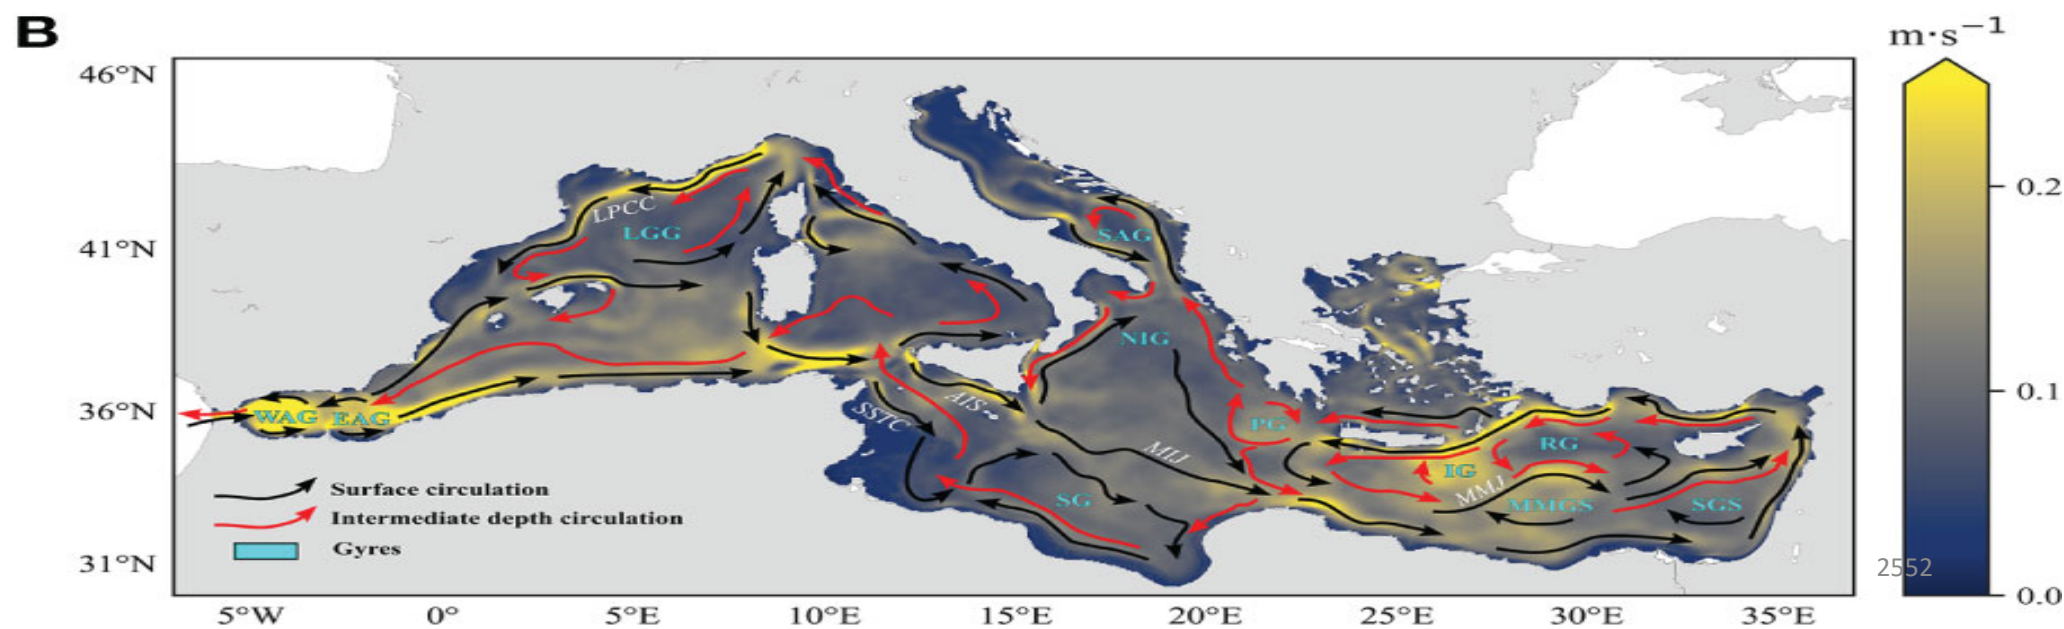 B
m·s−1
46°N
41°N
36°N
31°N
LPCC
LGG
SAG
NIG
WAG EAG
SSTC
AIS
MIJ
PG
RG
IG
MMJ
MMGS
SGS
SG
Surface circulation
Intermediate depth circulation
Gyres
0.2
0.1
0.0
2552
5°W 0° 5°E 10°E 15°E 20°E 25°E 30°E 35°E